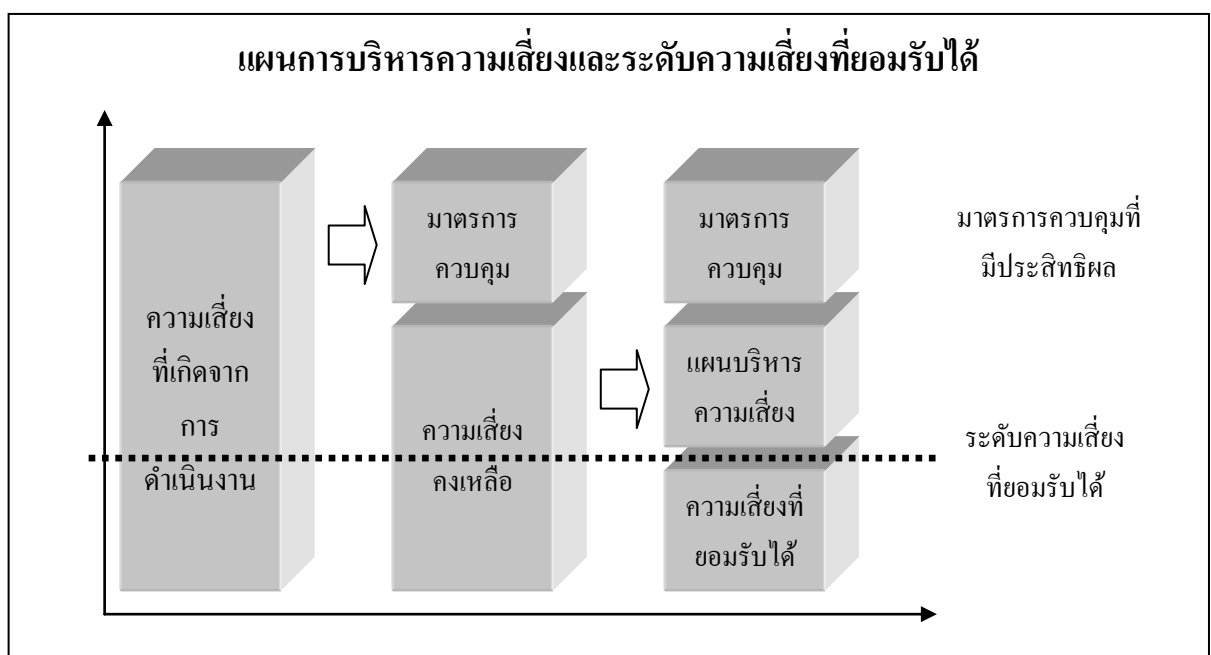 แผนการบริหารความเสี่ยงและระดับความเสี่ยงที่ยอมรับได้
ความเสี่ยง
ที่เกิดจาก
การ
ดำเนินงาน
มาตรการ
ควบคุม
ความเสี่ยง
คงเหลือ
มาตรการ
ควบคุม
แผนบริหาร
ความเสี่ยง
ความเสี่ยงที่
ยอมรับได้
มาตรการควบคุมที่
มีประสิทธิผล
ระดับความเสี่ยง
ที่ยอมรับได้